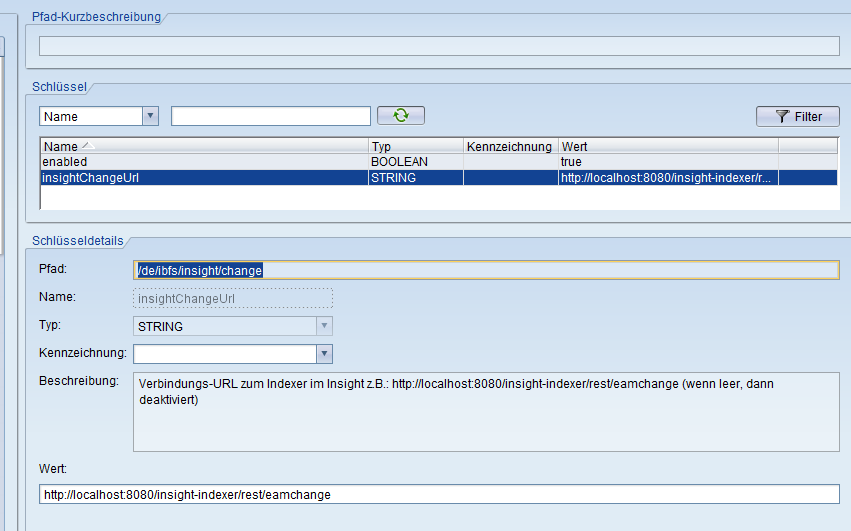 Pfad-Kurzbeschreibung
Schlüssel
Name
Filter
Name Typ Kennzeichnung Wert
enabled BOOLEAN true
insightChangeUrl STRING http://localhost:8080/insight-indexer/r...
Schlüsseldetails
Pfad: /de/ibfs/insight/change
Name: insightChangeUrl
Typ: STRING
Kennzeichnung:
Beschreibung: Verbindungs-URL zum Indexer im Insight z.B.: http://localhost:8080/insight-indexer/rest/eamchange (wenn leer, dann
deaktiviert)
Wert:
http://localhost:8080/insight-indexer/rest/eamchange